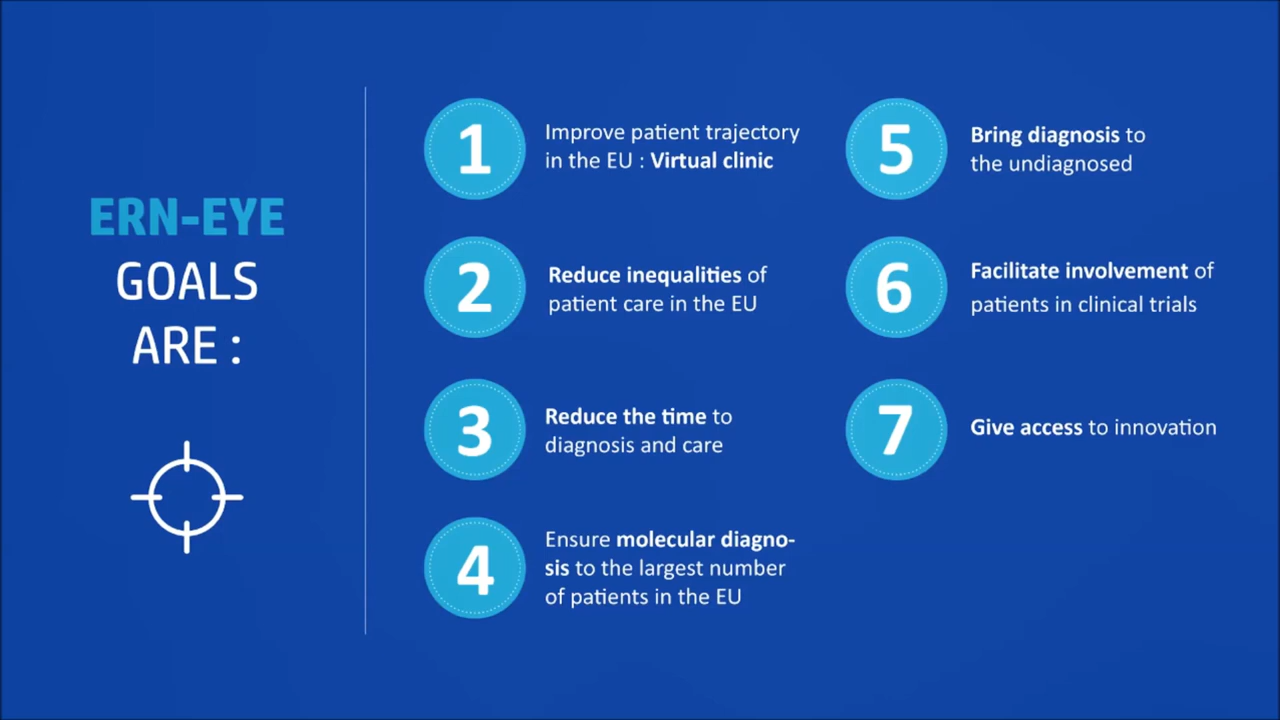 ERN-EYE
GOALS
ARE :
1
Improve patient trajectory
in the EU : Virtual clinic
2
Reduce inequalities of
patient care in the EU
3
Reduce the time to
diagnosis and care
4
Ensure molecular diagno-
sis to the largest number
of patients in the EU
5
Bring diagnosis to
the undiagnosed
6
Facilitate involvement of
patients in clinical trials
7
Give access to innovation